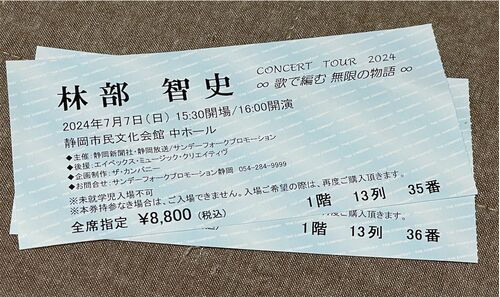 林部 智史
CONCERT TOUR 2024
∞ 歌で編む 無限の物語 ∞
2024年7月7日(日) 15:30開場/16:00開演
静岡市民文化会館 中ホール
◆主催:静岡新聞社・静岡放送/サンデーフォークプロモーション
◆後援:エイベックス・ミュージック・クリエイティヴ
◆企画制作:ザ・カンパニー
◆お問合せ:サンデーフォークプロモーション静岡 054-284-9999
※未就学児入場不可
※本券持参なき場合は、ご入場できません。入場ご希望の際は、再度ご購入頂きます。
全席指定 ¥8,800(税込)
1階 13列 35番
再度ご購入頂きます。
1階 13列 36番